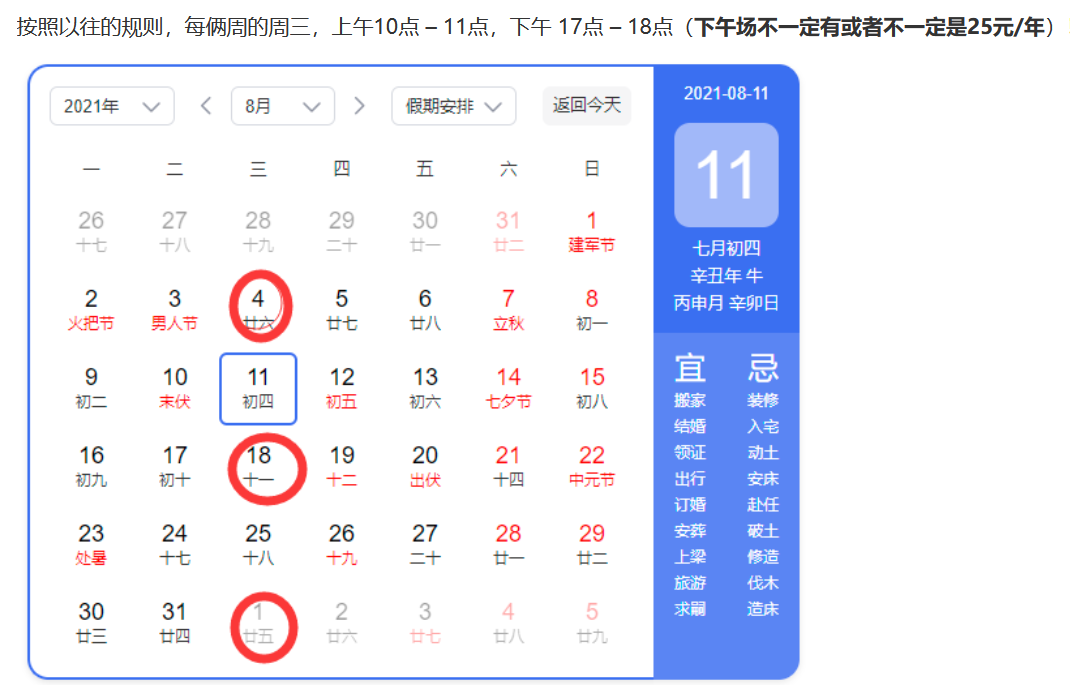 按照以往的规则，每俩周的周三，上午10点 – 11点，下午 17点 – 18点（下午场不一定有或者不一定是25元/年）
2021年 8月 假期安排 返回今天
一 二 三 四 五 六 日
26 27 28 29 30 31 1
十七 十八 十九 二十 廿一 廿二 建军节
2 3 4 5 6 7 8
火把节 男人节 廿六 廿七 廿八 立秋 初一
9 10 11 12 13 14 15
初二 末伏 初四 初五 初六 七夕节 初八
16 17 18 19 20 21 22
初九 初十 十一 十二 出伏 十四 中元节
23 24 25 26 27 28 29
处暑 十七 十八 十九 二十 廿一 廿二
30 31 1 2 3 4 5
廿三 廿四 廿五 廿六 廿七 廿八 廿九
2021-08-11
11
七月初四
辛丑年 牛
丙申月 辛卯日
宜 忌
搬家 装修
结婚 入宅
领证 动土
出行 安床
订婚 赴任
安葬 破土
上梁 修造
旅游 伐木
求嗣 造床